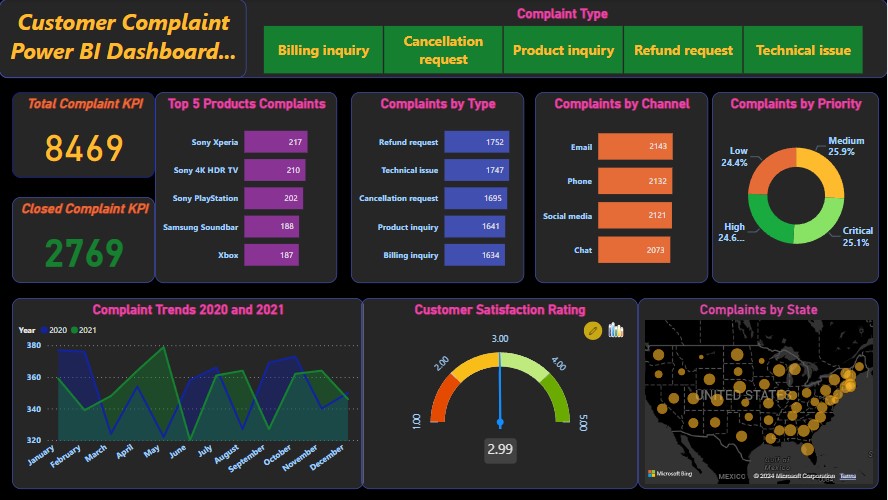 Customer Complaint
Power BI Dashboard...
Complaint Type
Billing inquiry
Cancellation
request
Product inquiry
Refund request
Technical issue
Total Complaint KPI
8469
Closed Complaint KPI
2769
Top 5 Products Complaints
Sony Xperia 217
Sony 4K HDR TV 210
Sony PlayStation 202
Samsung Soundbar 188
Xbox 187
Complaints by Type
Refund request 1752
Technical issue 1747
Cancellation request 1695
Product inquiry 1641
Billing inquiry 1634
Complaints by Channel
Email 2143
Phone 2132
Social media 2121
Chat 2073
Complaints by Priority
Low
24.4%
Medium
25.9%
High
24.6...
Critical
25.1%
Complaint Trends 2020 and 2021
Year 2020 2021
380
360
340
320
January
February
March
April
May
June
July
August
September
October
November
December
Customer Satisfaction Rating
1.00
2.00
3.00
4.00
5.00
2.99
Complaints by State
UNITED STATES
MEXICO
Gulf of
Mexico
Microsoft Bing
© 2024 Microsoft Corporation Terms